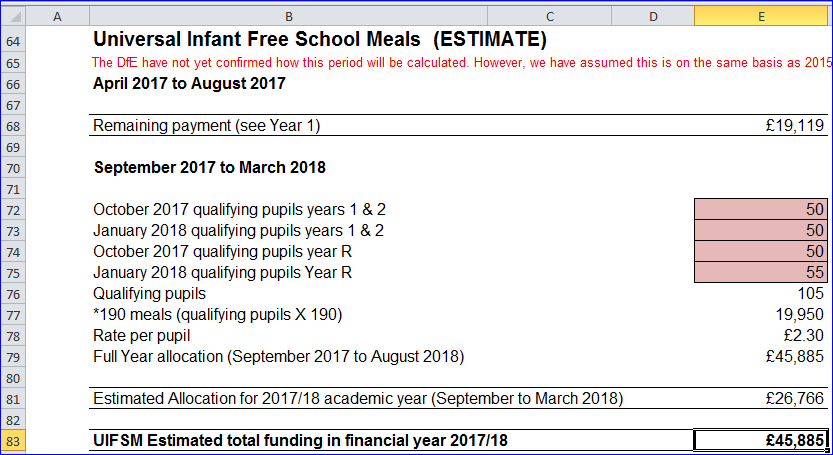 A B C D E
64 Universal Infant Free School Meals (ESTIMATE)
65 The DfE have not yet confirmed how this period will be calculated. However, we have assumed this is on the same basis as 2015
66 April 2017 to August 2017
67
68 Remaining payment (see Year 1) £19,119
69
70 September 2017 to March 2018
71
72 October 2017 qualifying pupils years 1 & 2 50
73 January 2018 qualifying pupils years 1 & 2 50
74 October 2017 qualifying pupils year R 50
75 January 2018 qualifying pupils Year R 55
76 Qualifying pupils 105
77 *190 meals (qualifying pupils X 190) 19,950
78 Rate per pupil £2.30
79 Full Year allocation (September 2017 to August 2018) £45,885
80
81 Estimated Allocation for 2017/18 academic year (September to March 2018) £26,766
82
83 UIFSM Estimated total funding in financial year 2017/18 £45,885